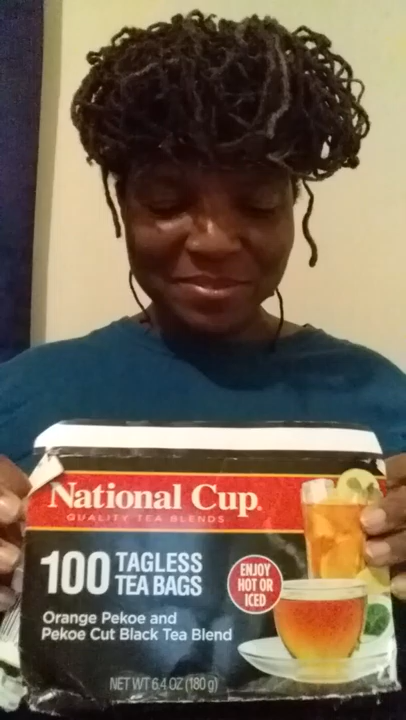 National Cup®
QUALITY TEA BLENDS
100 TAGLESS
TEA BAGS
ENJOY
HOT OR
ICED
Orange Pekoe and
Pekoe Cut Black Tea Blend
NET WT 6.4 OZ (180 g)